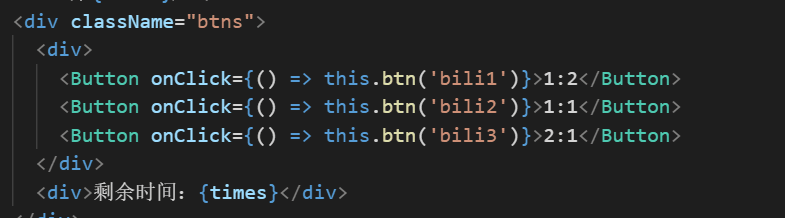 <div className="btns">
<div>
<Button onClick={() => this.btn('bili1')}>1:2</Button>
<Button onClick={() => this.btn('bili2')}>1:1</Button>
<Button onClick={() => this.btn('bili3')}>2:1</Button>
</div>
<div>剩余时间：{times}</div>